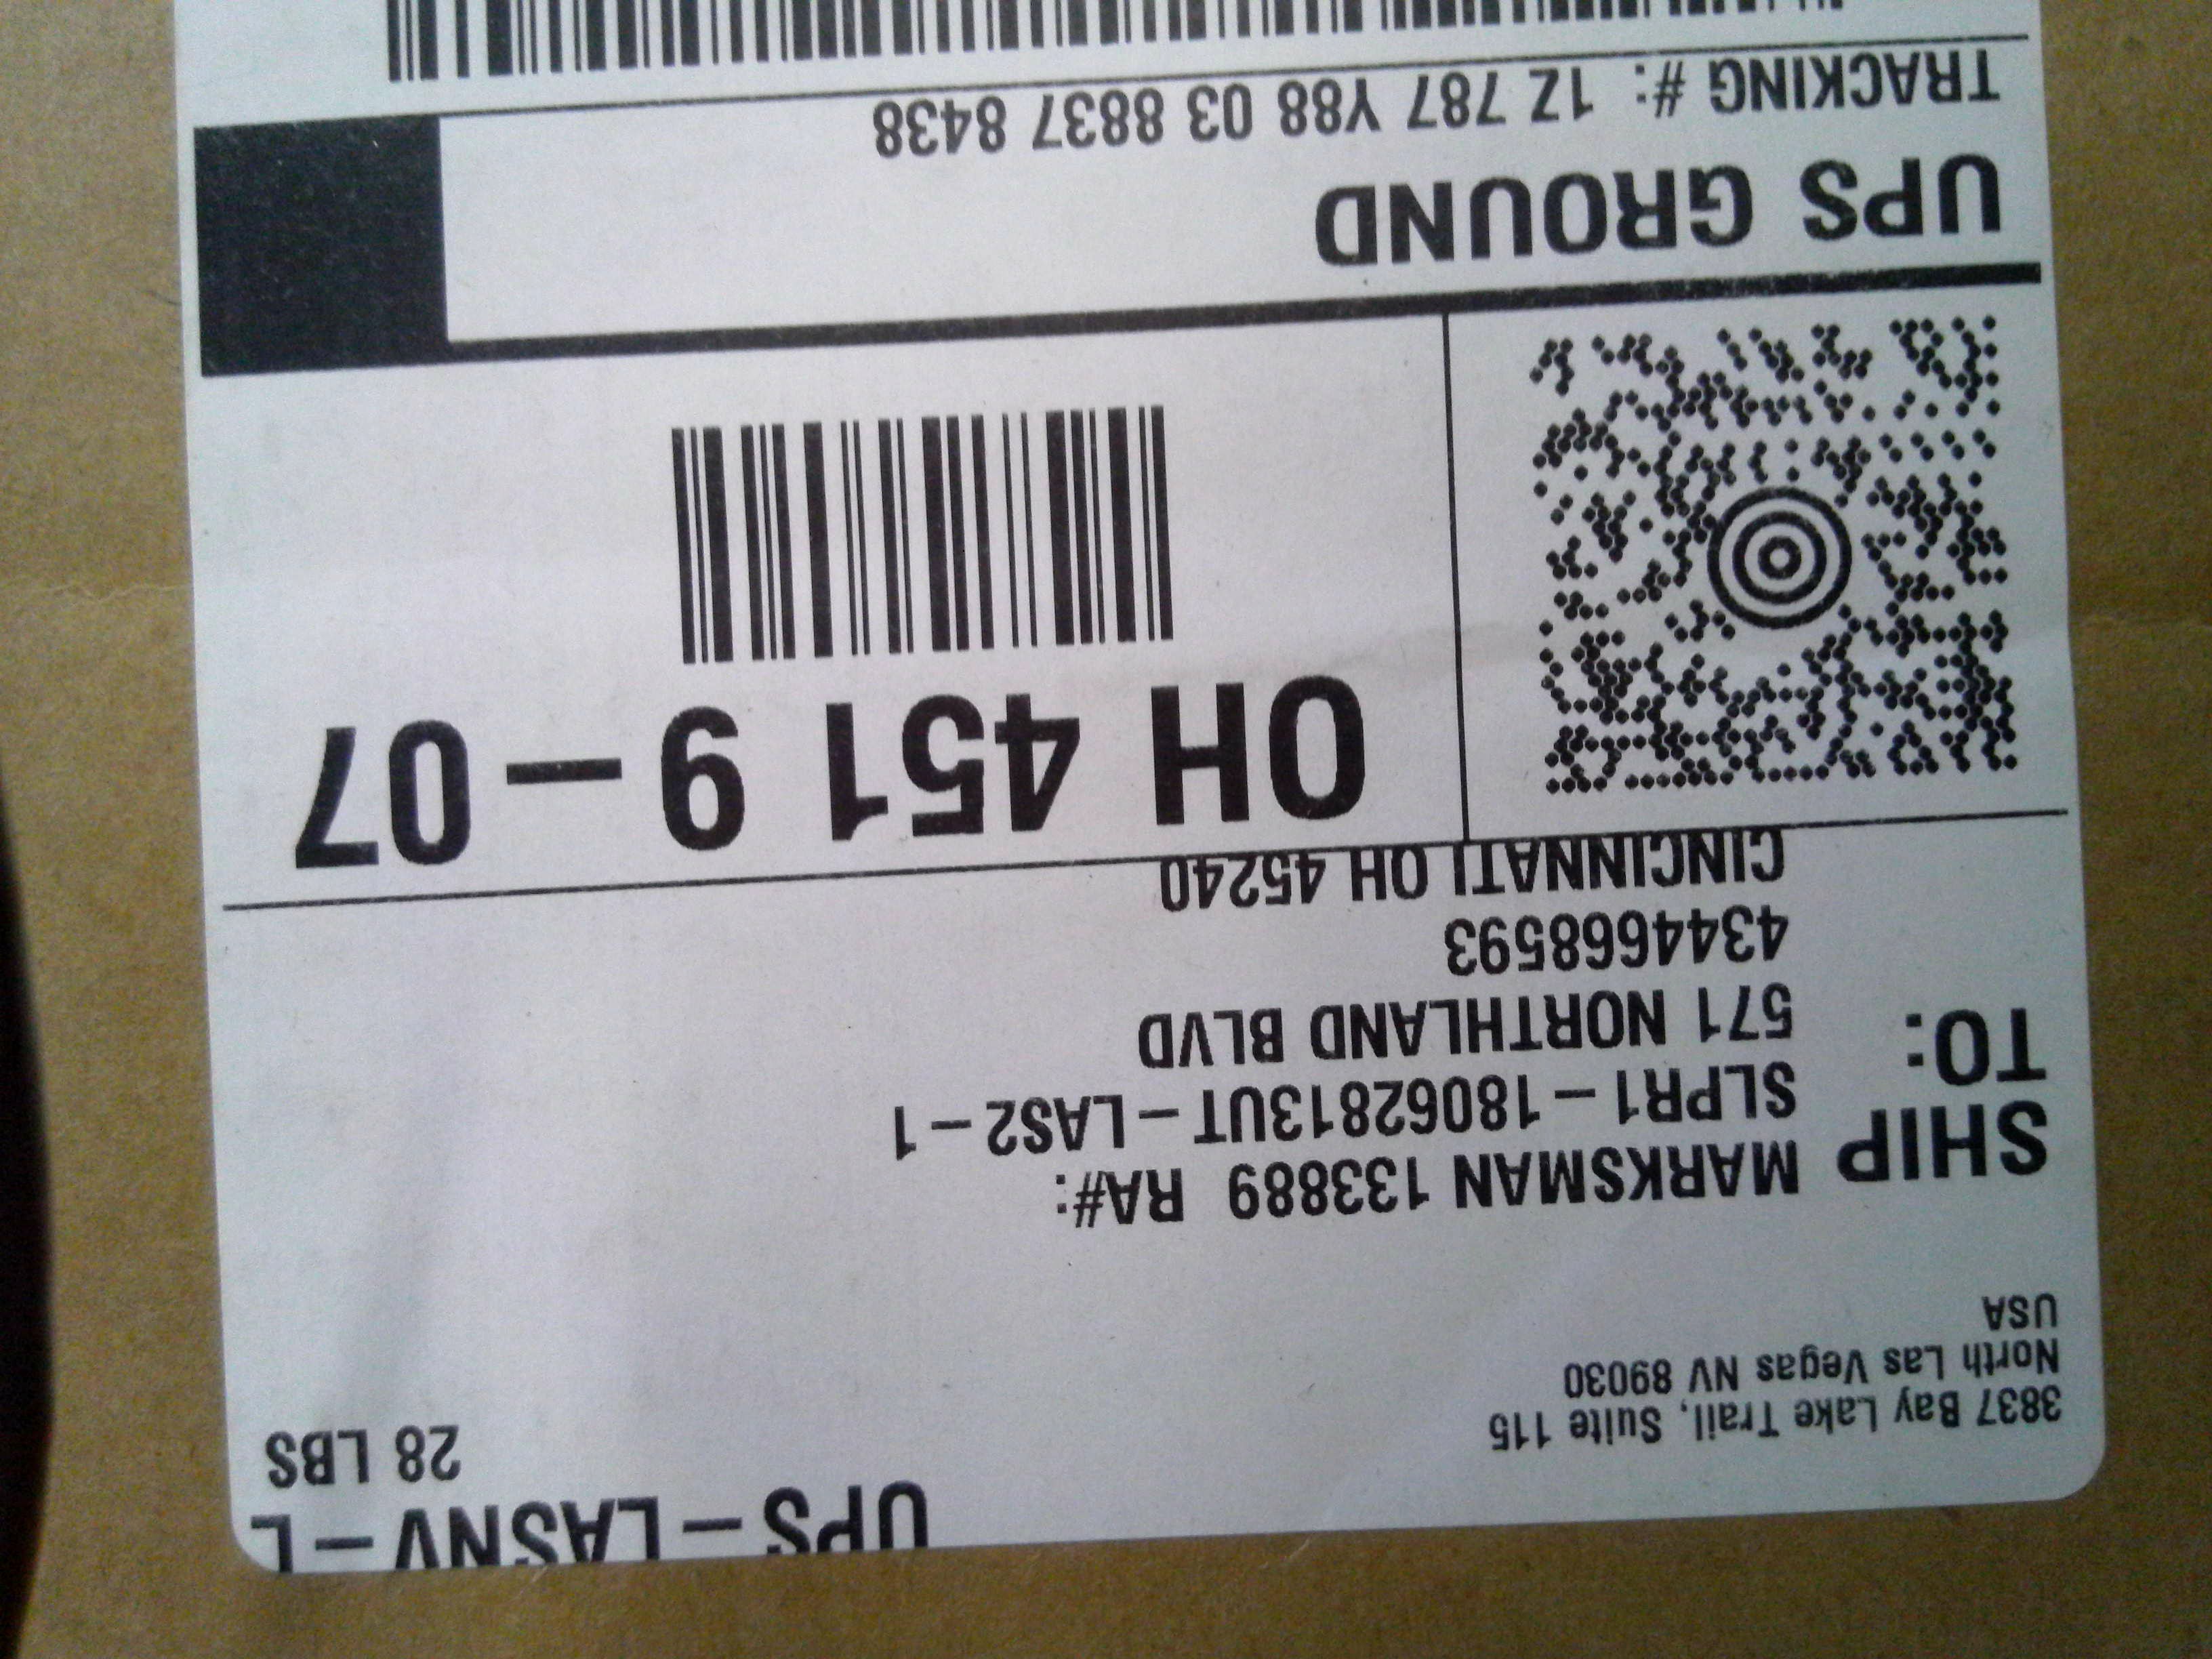 UPS - LASNV - L
28 LBS
3837 Bay Lake Trail, Suite 115
North Las Vegas NV 89030
USA
SHIP
TO:
MARKSMAN 133889 RA#:
SLPR1 - 18062813UT - LAS2 - 1
571 NORTHLAND BLVD
4344668593
CINCINNATI OH 45240
OH 451 9 - 07
UPS GROUND
TRACKING #: 1Z 787 Y88 03 8837 8438